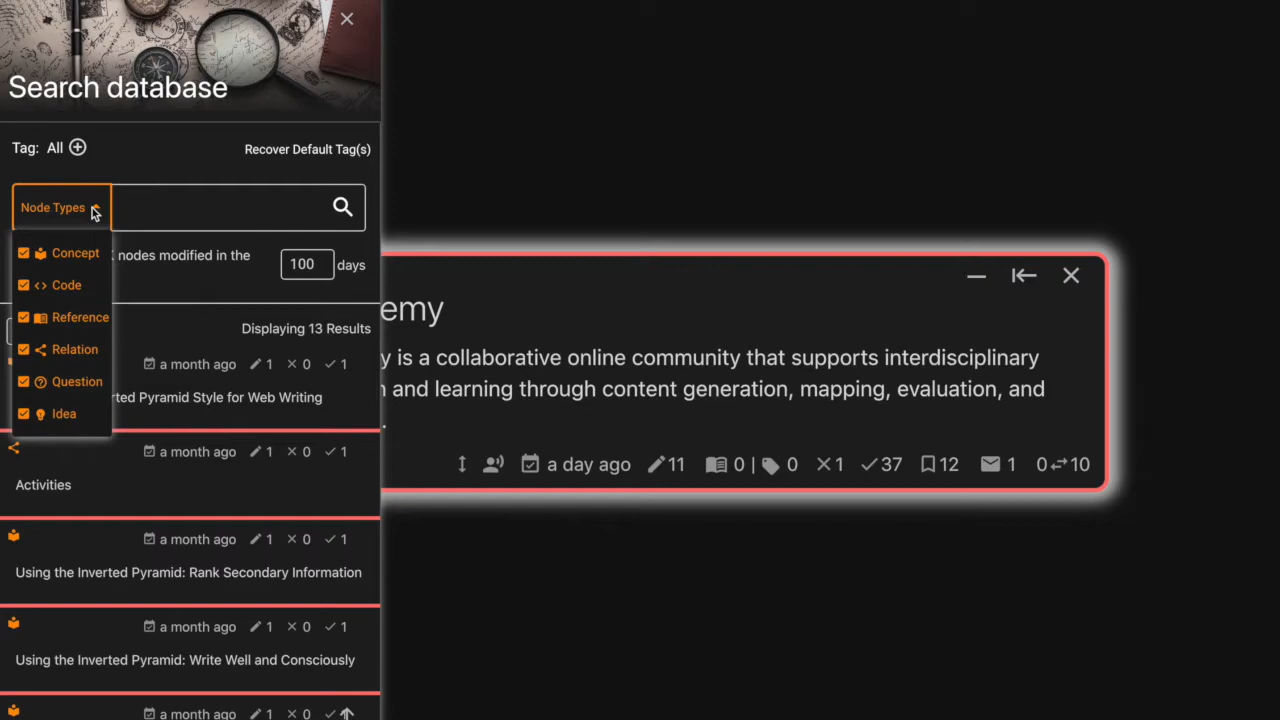 Search database
Tag: All
Recover Default Tag(s)
Node Types
Concept
nodes modified in the
100 days
Code
Reference
Displaying 13 Results
Relation
a month ago 1 0 1
Question
rted Pyramid Style for Web Writing
Idea
a month ago 1 0 1
Activities
a month ago 1 0 1
Using the Inverted Pyramid: Rank Secondary Information
a month ago 1 0 1
Using the Inverted Pyramid: Write Well and Consciously
a month ago 1 0
emy
y is a collaborative online community that supports interdisciplinary
n and learning through content generation, mapping, evaluation, and
.
a day ago 11 0 | 0 1 37 12 1 0 10